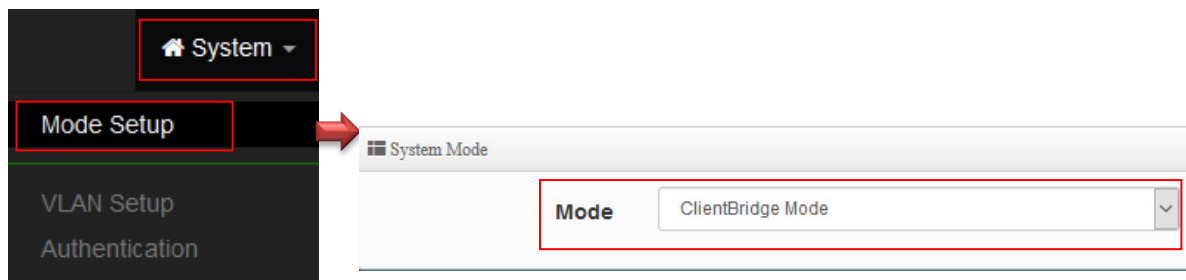 System
Mode Setup
VLAN Setup
Authentication
System Mode
Mode ClientBridge Mode